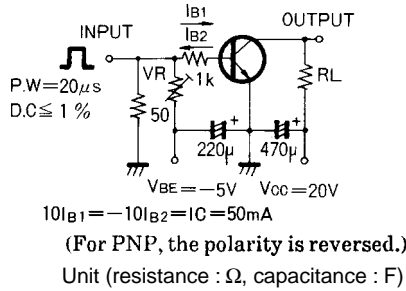 IB1
OUTPUT
INPUT
IB2
VR
RL
P.W=20μs
1k
D.C≦1%
50
+
+
220μ
470μ
VBE=−5V
VCC=20V
10IB1=−10IB2=IC=50mA
(For PNP, the polarity is reversed.)
Unit (resistance : Ω, capacitance : F)